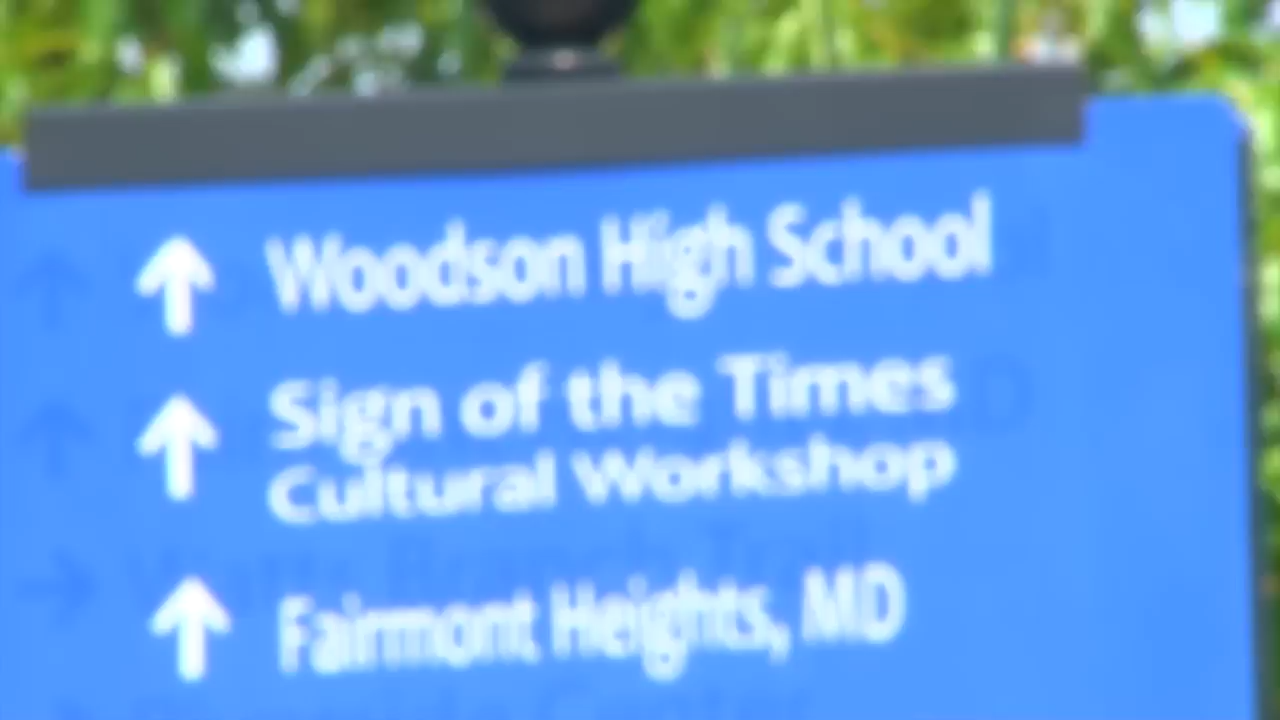 Woodson High School
Sign of the Times
Cultural Workshop
Fairmont Heights, MD